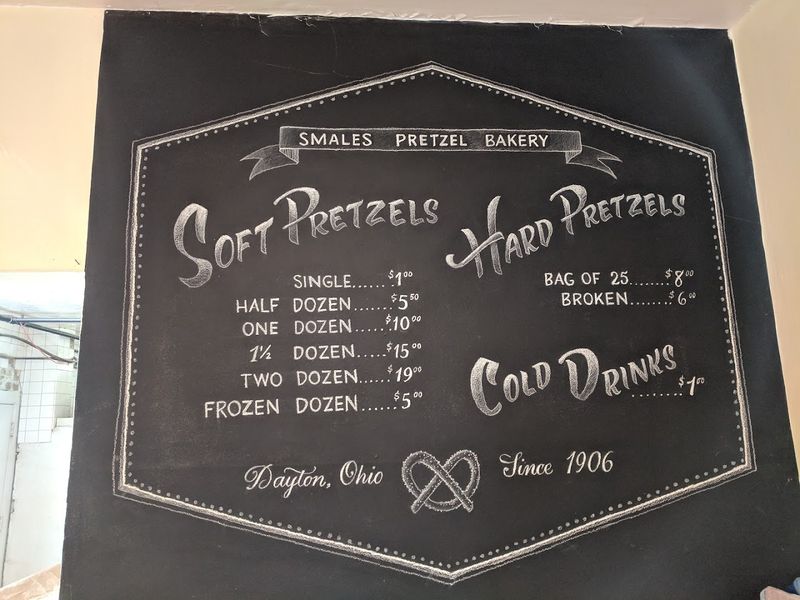 SMALES PRETZEL BAKERY
SOFT PRETZELS
SINGLE......$1.00
HALF DOZEN.......$5.50
ONE DOZEN......$10.00
1½ DOZEN.....$15.00
TWO DOZEN......$19.00
FROZEN DOZEN......$5.00
HARD PRETZELS
BAG OF 25.......$8.00
BROKEN.......$6.00
COLD DRINKS
........$1.00
Dayton, Ohio
Since 1906